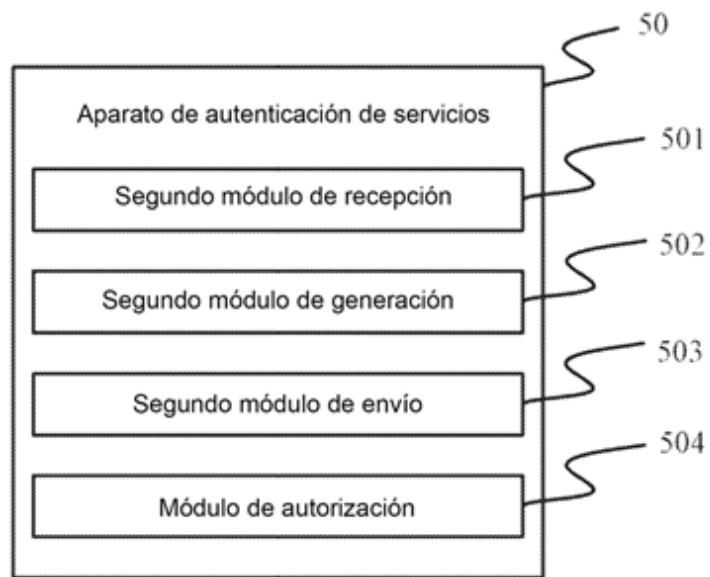 50
Aparato de autenticación de servicios
501
Segundo módulo de recepción
502
Segundo módulo de generación
503
Segundo módulo de envío
504
Módulo de autorización